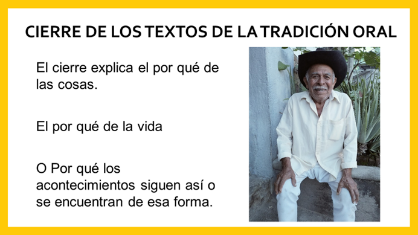 CIERRE DE LOS TEXTOS DE LA TRADICIÓN ORAL
El cierre explica el por qué de
las cosas.
El por qué de la vida
O Por qué los
acontecimientos siguen así o
se encuentran de esa forma.